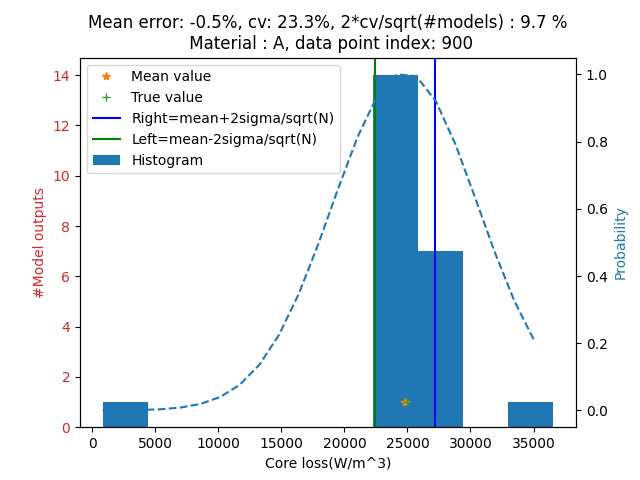 Mean error: -0.5%, cv: 23.3%, 2*cv/sqrt(#models) : 9.7 %
Material : A, data point index: 900
Mean value
True value
Right=mean+2sigma/sqrt(N)
Left=mean-2sigma/sqrt(N)
Histogram
14
12
10
8
6
4
2
0
#Model outputs
1.0
0.8
0.6
0.4
0.2
0.0
Probability
0 5000 10000 15000 20000 25000 30000 35000
Core loss(W/m^3)